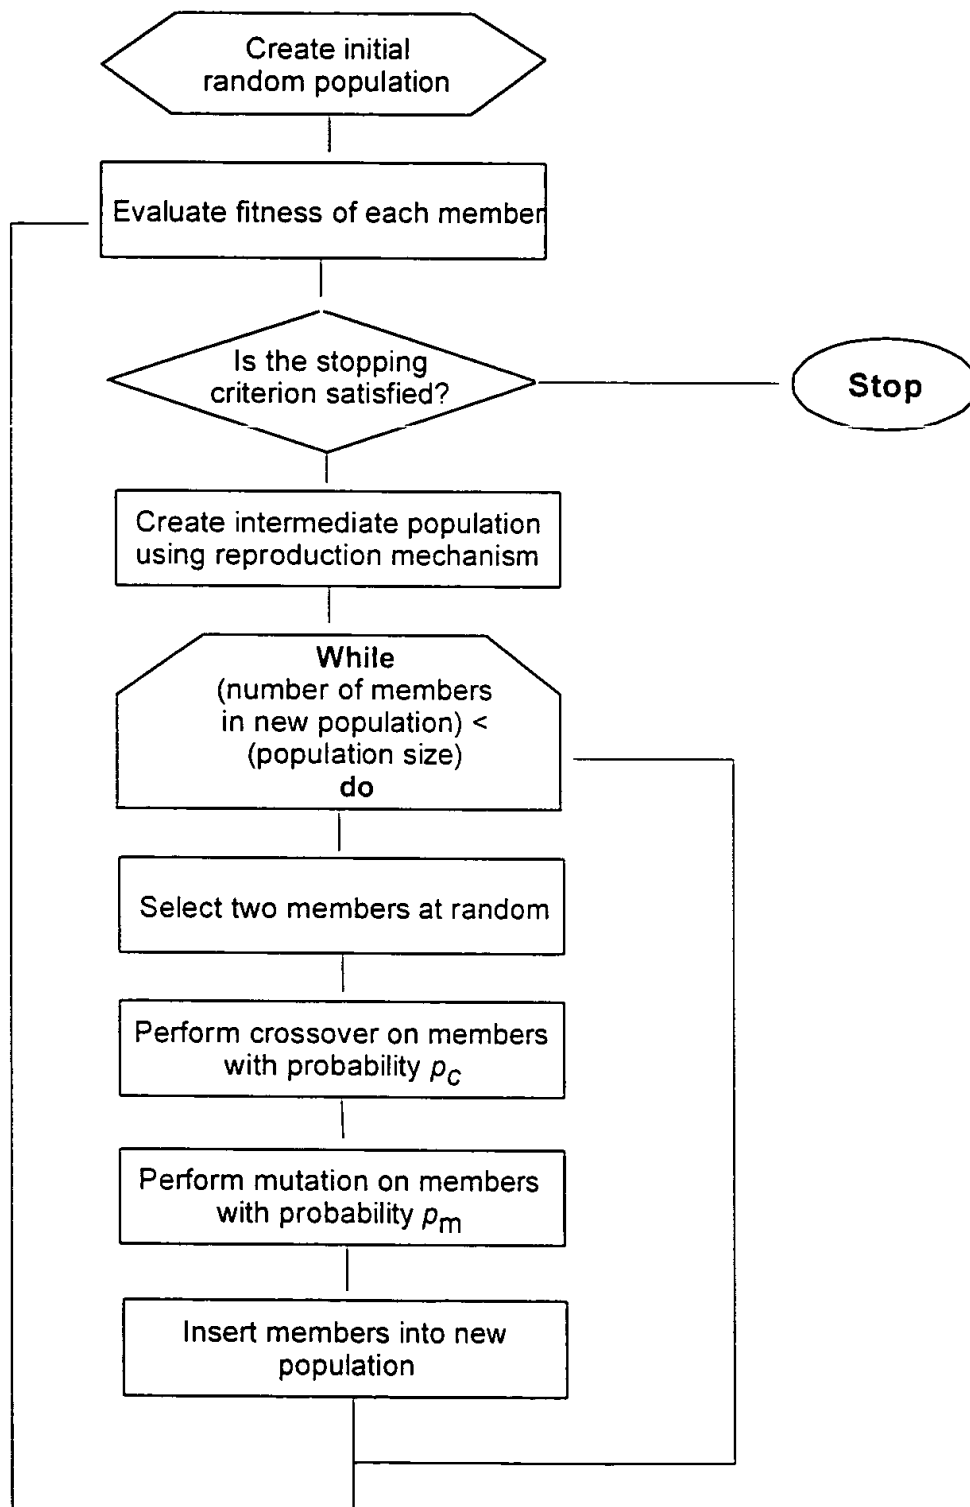 Create initial
random population
Evaluate fitness of each member
Is the stopping
criterion satisfied?
Stop
Create intermediate population
using reproduction mechanism
While
(number of members
in new population) <
(population size)
do
Select two members at random
Perform crossover on members
with probability pc
Perform mutation on members
with probability pm
Insert members into new
population